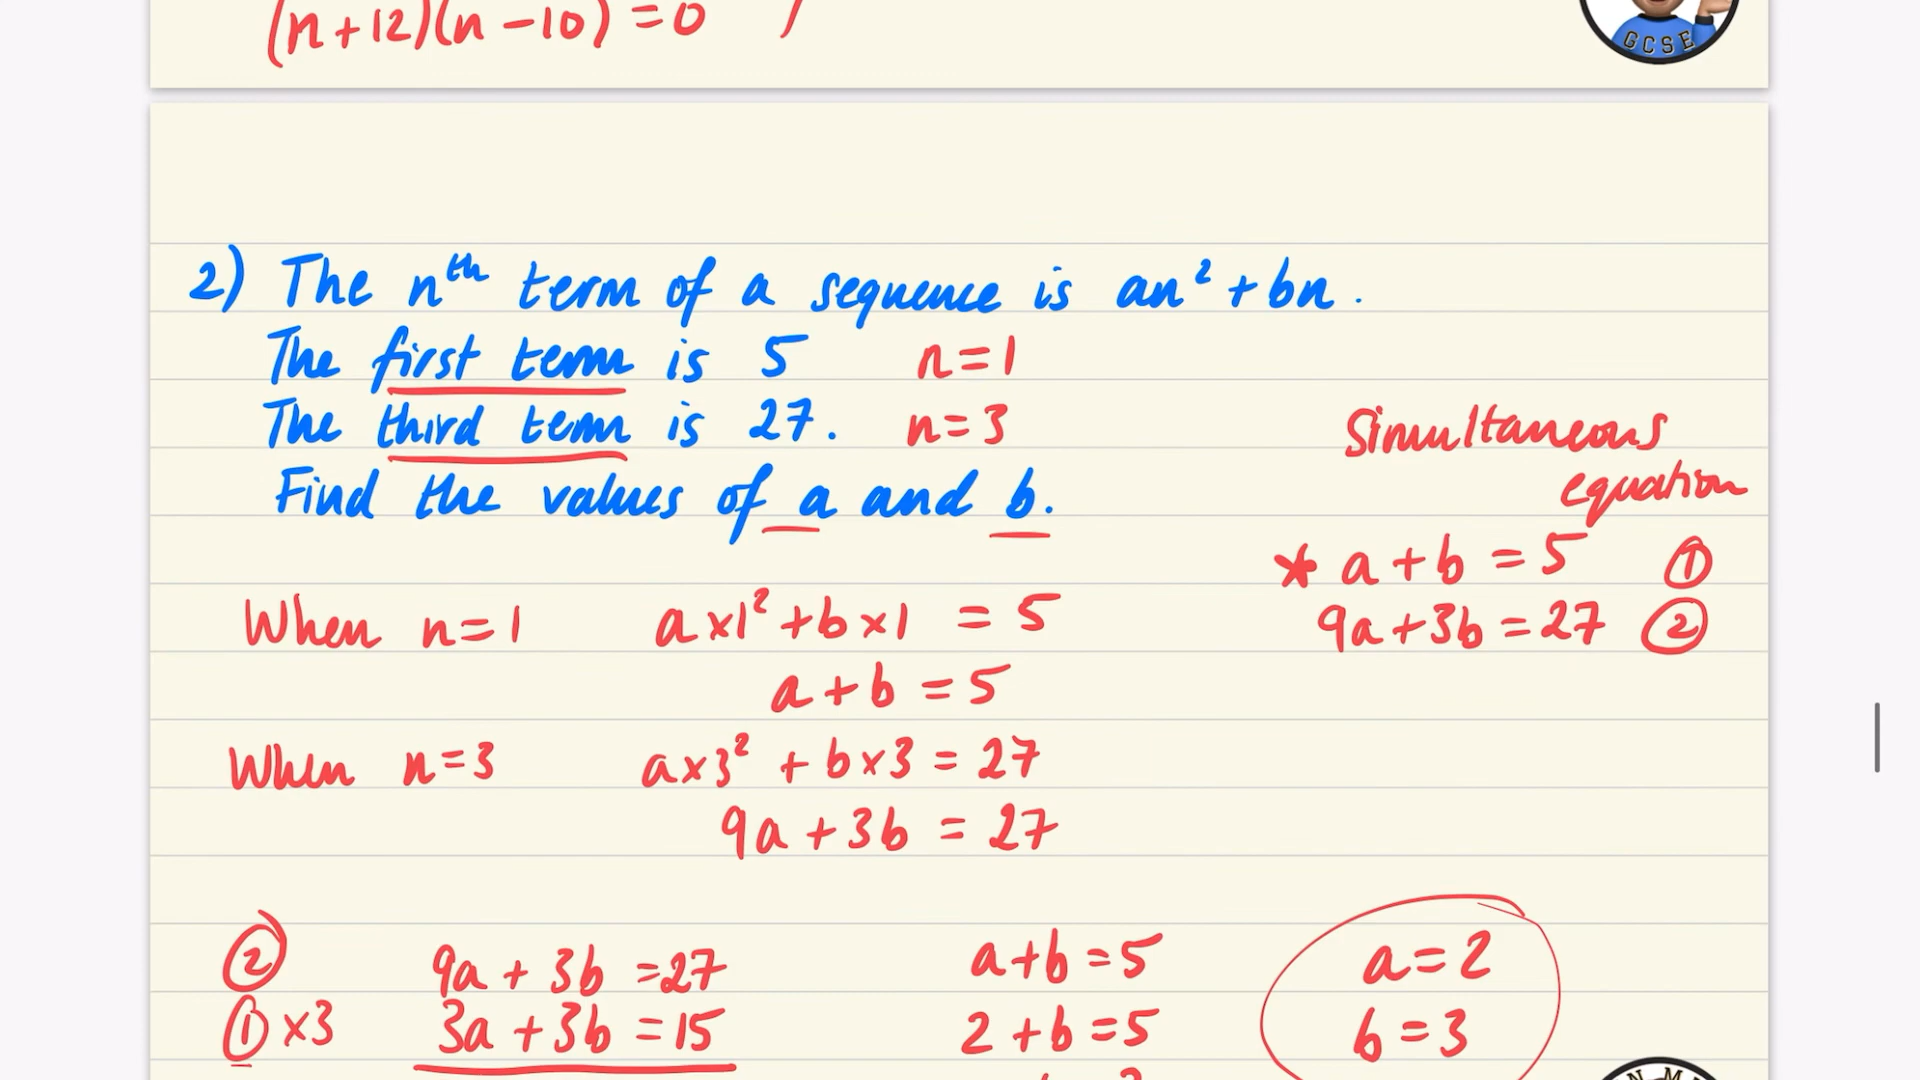 (n+12)(n-10) = 0
GCSE
2) The nᵗʰ term of a sequence is an² + bn.
The first term is 5 n=1
The third term is 27. n=3
Find the values of a and b.
Simultaneous
equation
* a + b = 5 ①
9a + 3b = 27 ②
When n=1 a×1² + b×1 = 5
a + b = 5
When n=3 a×3² + b×3 = 27
9a + 3b = 27
② 9a + 3b = 27
① ×3 3a + 3b = 15
a+b=5
2+b=5
a=2
b=3